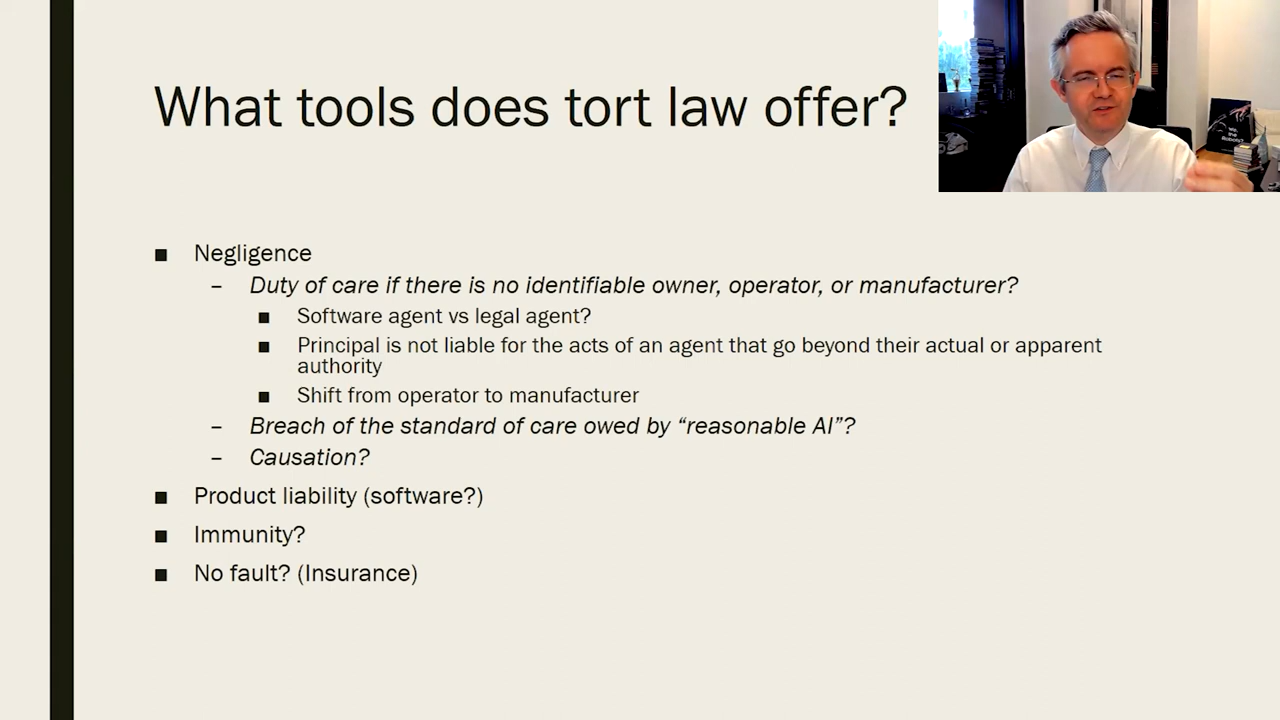 What tools does tort law offer?
We, the Robots?
■ Negligence
– Duty of care if there is no identifiable owner, operator, or manufacturer?
■ Software agent vs legal agent?
■ Principal is not liable for the acts of an agent that go beyond their actual or apparent
authority
■ Shift from operator to manufacturer
– Breach of the standard of care owed by “reasonable AI”?
– Causation?
■ Product liability (software?)
■ Immunity?
■ No fault? (Insurance)